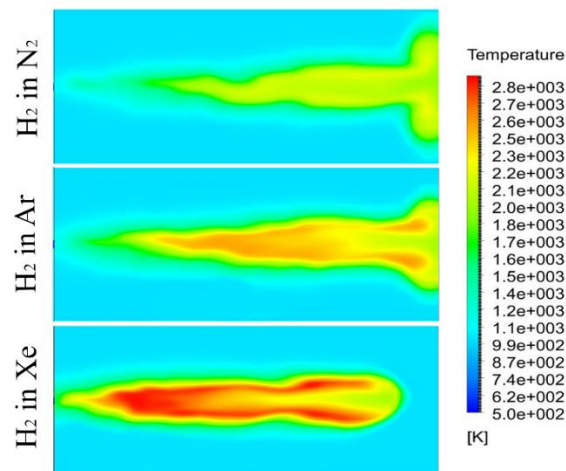 H₂ in N₂
H₂ in Ar
H₂ in Xe
Temperature
2.8e+003
2.7e+003
2.6e+003
2.5e+003
2.3e+003
2.2e+003
2.1e+003
2.0e+003
1.8e+003
1.7e+003
1.6e+003
1.5e+003
1.4e+003
1.2e+003
1.1e+003
9.9e+002
8.7e+002
7.4e+002
6.2e+002
5.0e+002
[K]